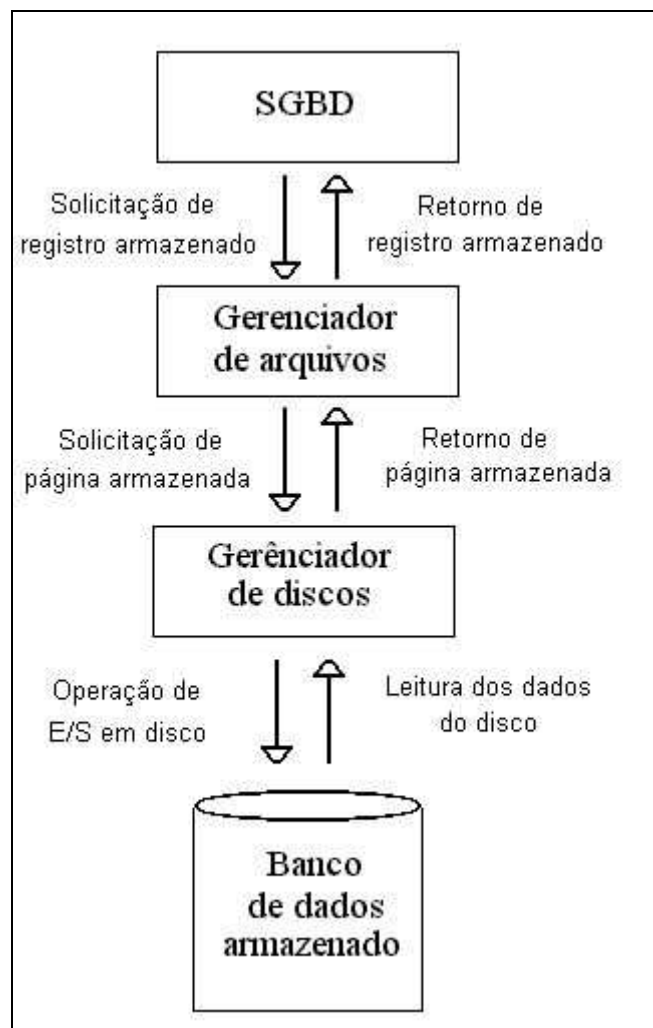 SGBD
Solicitação de
registro armazenado
Retorno de
registro armazenado
Gerenciador
de arquivos
Solicitação de
página armazenada
Retorno de
página armazenada
Gerênciador
de discos
Operação de
E/S em disco
Leitura dos dados
do disco
Banco
de dados
armazenado